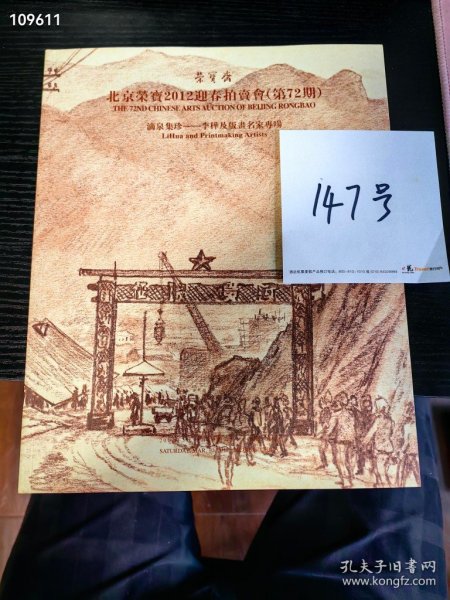 109611
榮寶齋
北京榮寶2012迎春拍賣會(第72期)
THE 72ND CHINESE ARTS AUCTION OF BEIJING RONGBAO
滴泉集珍——李樺及版畫名家專場
LiHua and Printmaking Artists
147号
SATURDAY, MAR.
孔夫子旧书网
www.kongfz.com